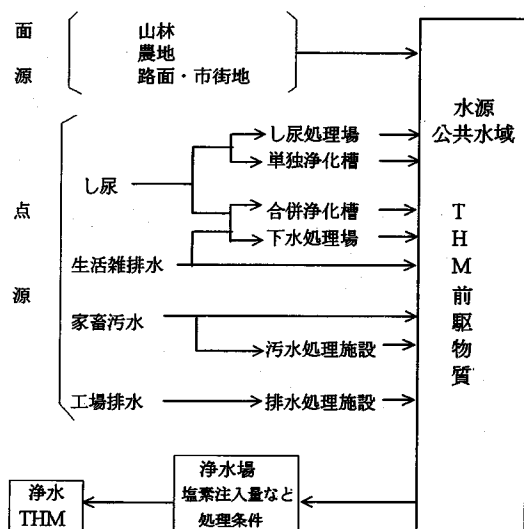 面源
山林
農地
路面・市街地
点源
し尿
し尿処理場
単独浄化槽
合併浄化槽
下水処理場
生活雑排水
家畜汚水
汚水処理施設
工場排水
排水処理施設
水源
公共水域
THM前駆物質
浄水場
塩素注入量など
処理条件
浄水
THM